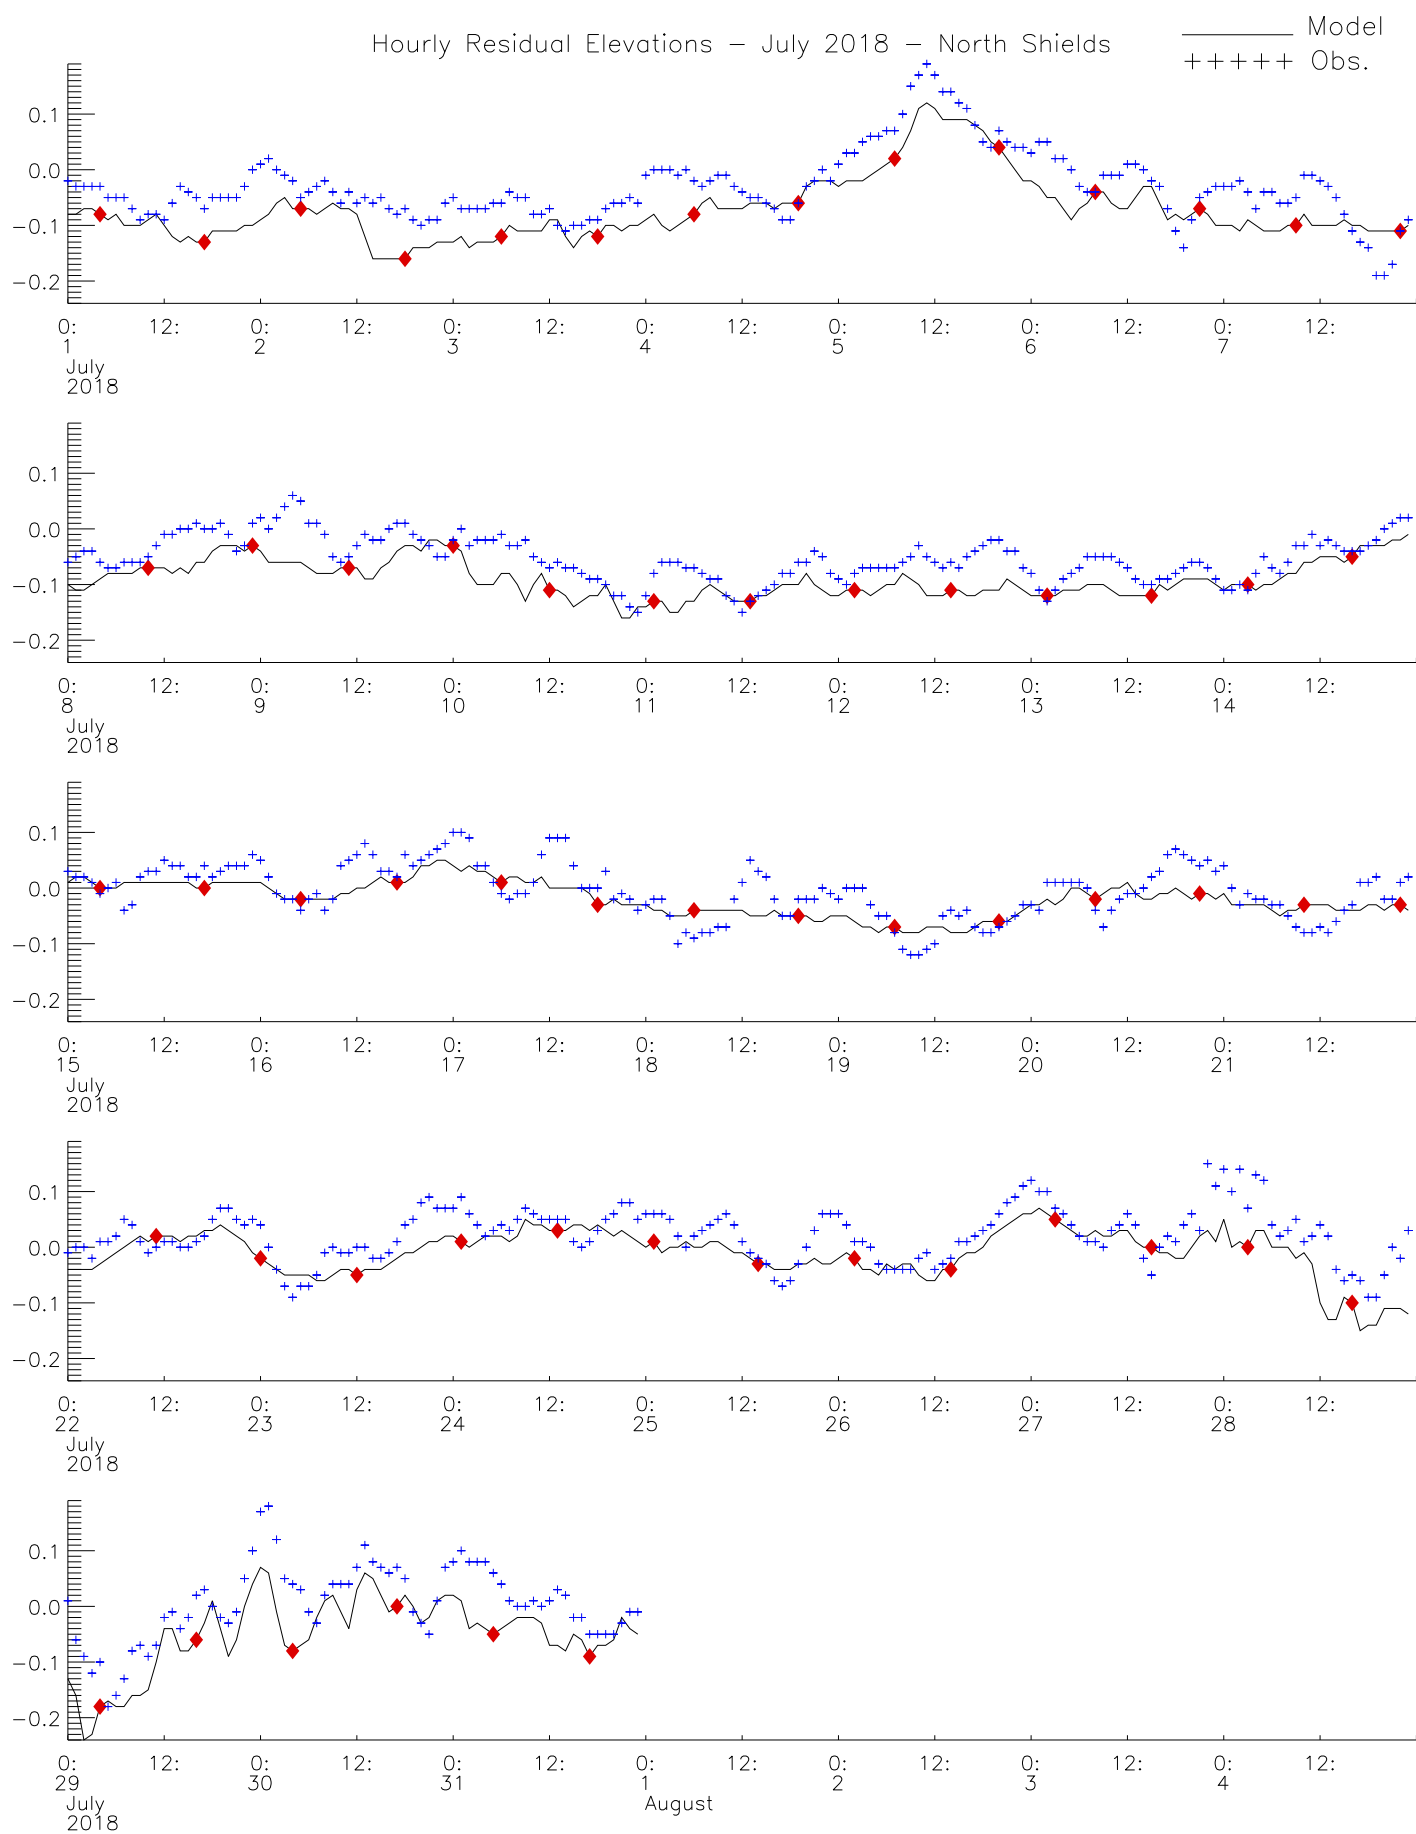 Hourly Residual Elevations – July 2018 – North Shields
Model
+++++ Obs.
0.1
0.0
−0.1
−0.2
0: 12: 0: 12: 0: 12: 0: 12: 0: 12: 0: 12: 0: 12:
1 2 3 4 5 6 7
July
2018
0.1
0.0
−0.1
−0.2
0: 12: 0: 12: 0: 12: 0: 12: 0: 12: 0: 12: 0: 12:
8 9 10 11 12 13 14
July
2018
0.1
0.0
−0.1
−0.2
0: 12: 0: 12: 0: 12: 0: 12: 0: 12: 0: 12: 0: 12:
15 16 17 18 19 20 21
July
2018
0.1
0.0
−0.1
−0.2
0: 12: 0: 12: 0: 12: 0: 12: 0: 12: 0: 12: 0: 12:
22 23 24 25 26 27 28
July
2018
0.1
0.0
−0.1
−0.2
0: 12: 0: 12: 0: 12: 0: 12: 0: 12: 0: 12: 0: 12:
29 30 31 1 2 3 4
July August
2018